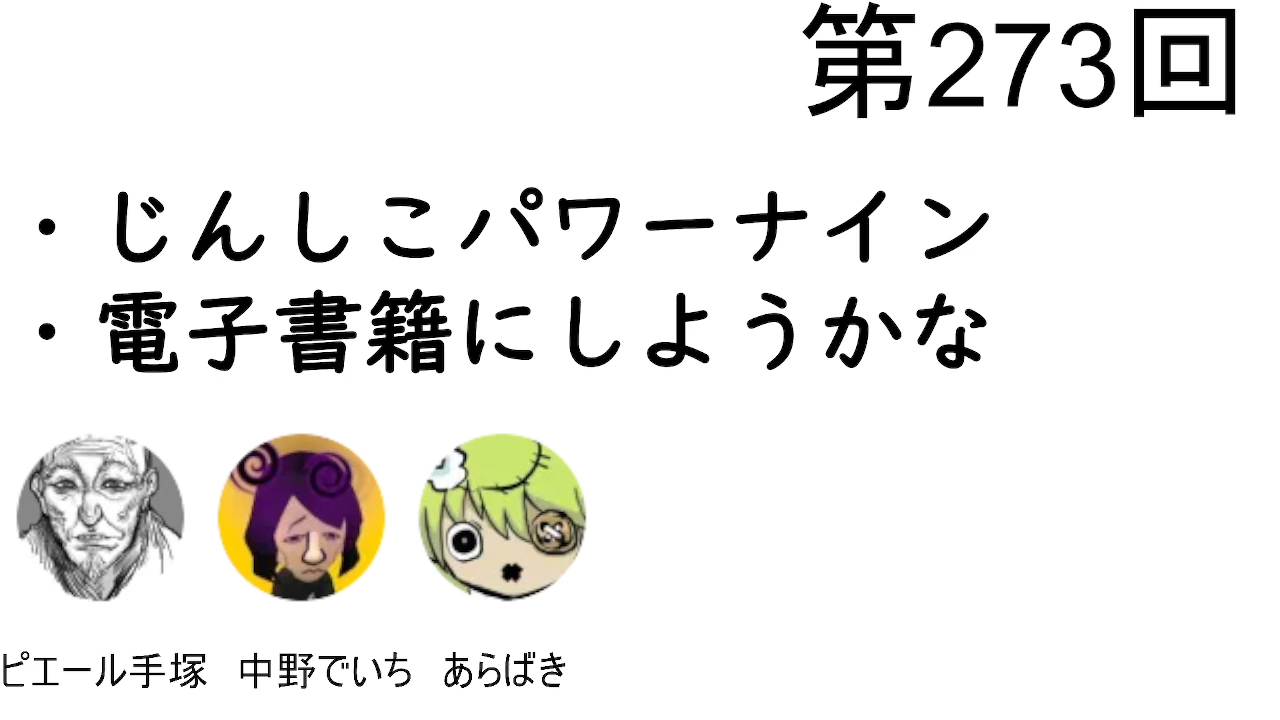 第273回
・じんしこパワーナイン
・電子書籍にしようかな
ピエール手塚 中野でいち あらばき